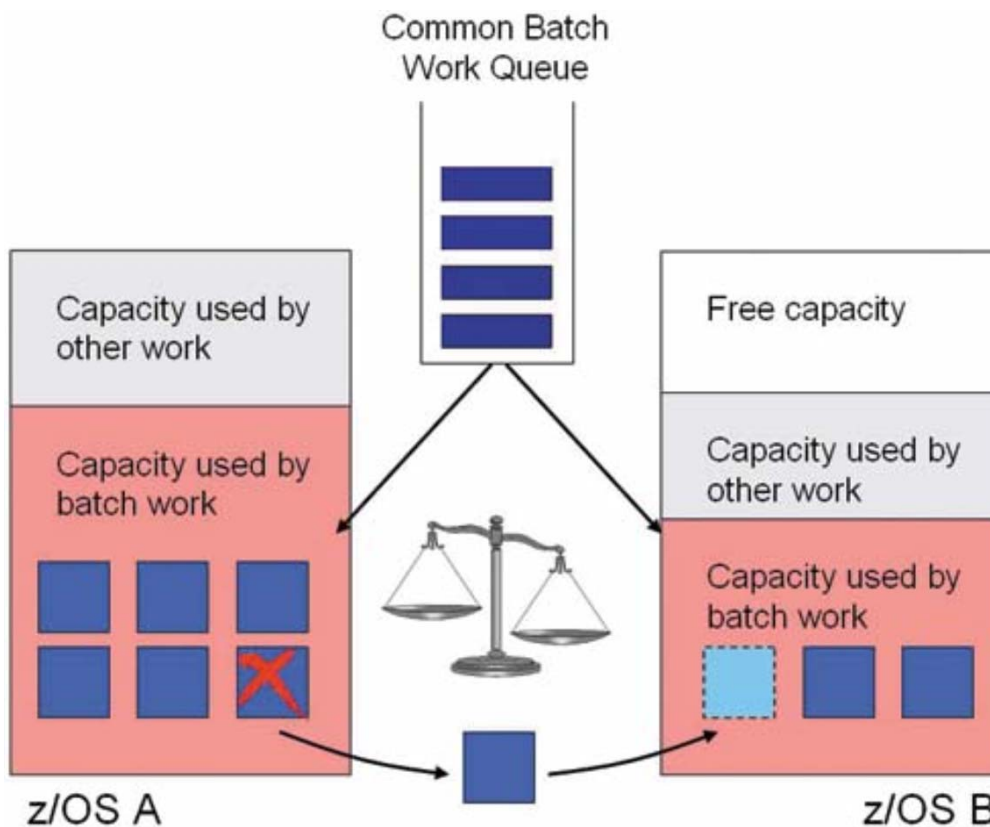 Common Batch
Work Queue
Capacity used by
other work
Capacity used by
batch work
Free capacity
Capacity used by
other work
Capacity used by
batch work
z/OS A
z/OS B